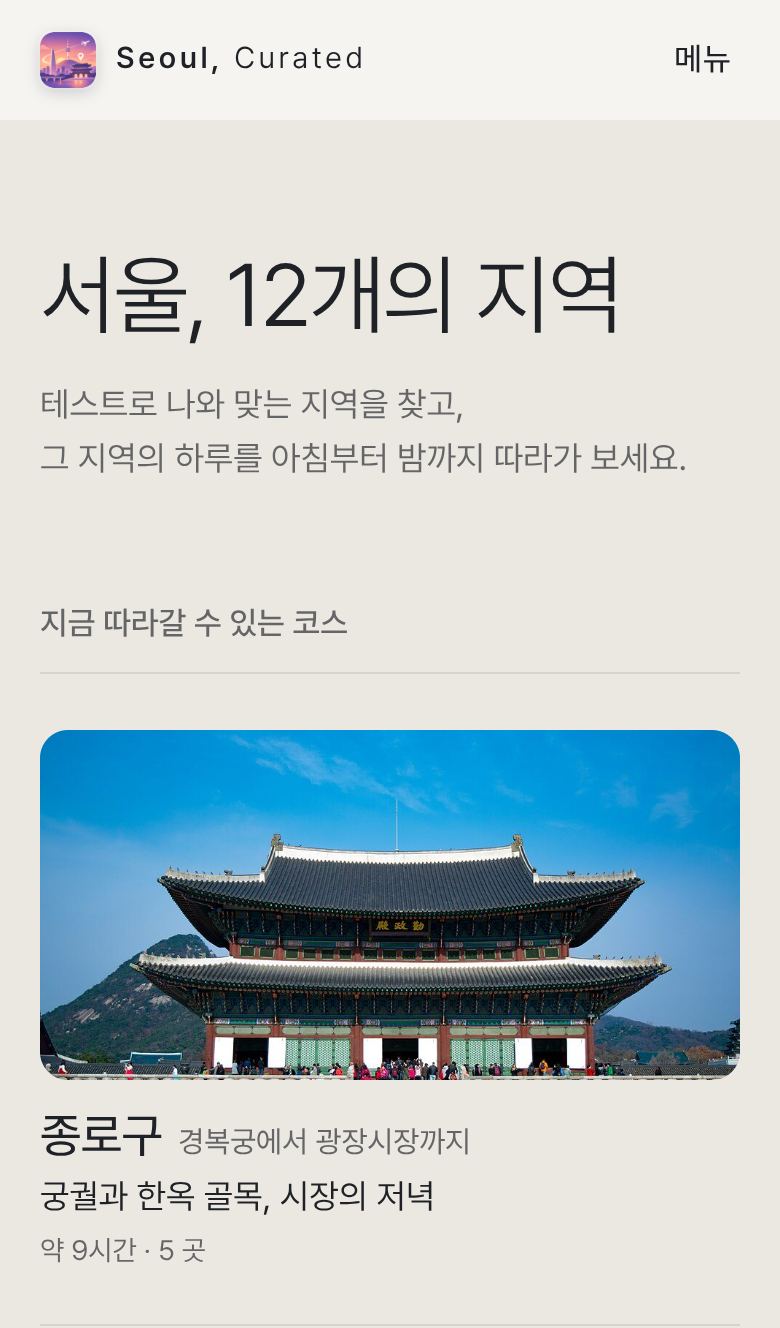 Seoul, Curated
메뉴
서울, 12개의 지역
테스트로 나와 맞는 지역을 찾고,
그 지역의 하루를 아침부터 밤까지 따라가 보세요.
지금 따라갈 수 있는 코스
殿政勤
종로구 경복궁에서 광장시장까지
궁궐과 한옥 골목, 시장의 저녁
약 9시간 · 5 곳